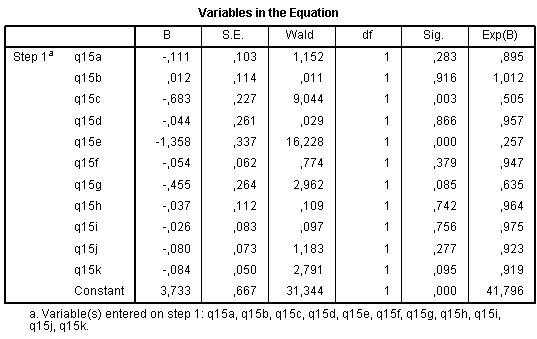 Variables in the Equation
B S.E. Wald df Sig. Exp(B)
Step 1a q15a -,111 ,103 1,152 1 ,283 ,895
q15b ,012 ,114 ,011 1 ,916 1,012
q15c -,683 ,227 9,044 1 ,003 ,505
q15d -,044 ,261 ,029 1 ,866 ,957
q15e -1,358 ,337 16,228 1 ,000 ,257
q15f -,054 ,062 ,774 1 ,379 ,947
q15g -,455 ,264 2,962 1 ,085 ,635
q15h -,037 ,112 ,109 1 ,742 ,964
q15i -,026 ,083 ,097 1 ,756 ,975
q15j -,080 ,073 1,183 1 ,277 ,923
q15k -,084 ,050 2,791 1 ,095 ,919
Constant 3,733 ,667 31,344 1 ,000 41,796
a. Variable(s) entered on step 1: q15a, q15b, q15c, q15d, q15e, q15f, q15g, q15h, q15i,
q15j, q15k.